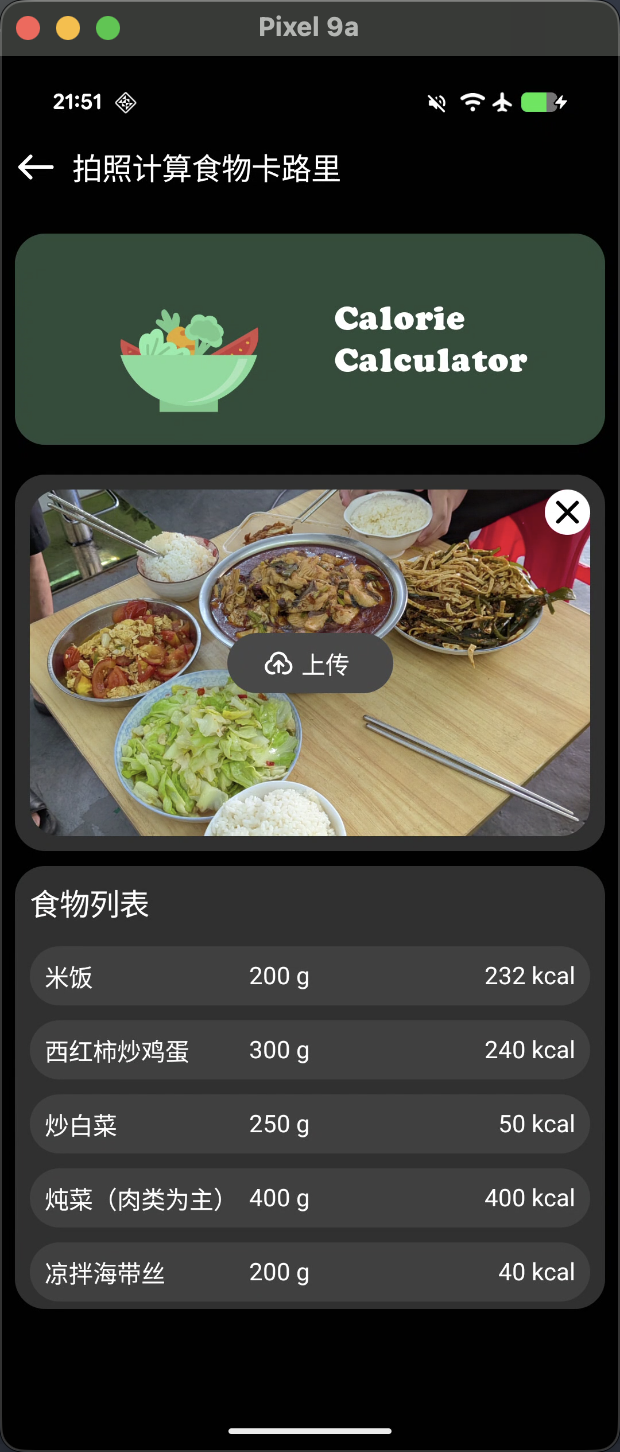 Pixel 9a
21:51
拍照计算食物卡路里
Calorie
Calculator
上传
食物列表
米饭 200 g 232 kcal
西红柿炒鸡蛋 300 g 240 kcal
炒白菜 250 g 50 kcal
炖菜（肉类为主） 400 g 400 kcal
凉拌海带丝 200 g 40 kcal